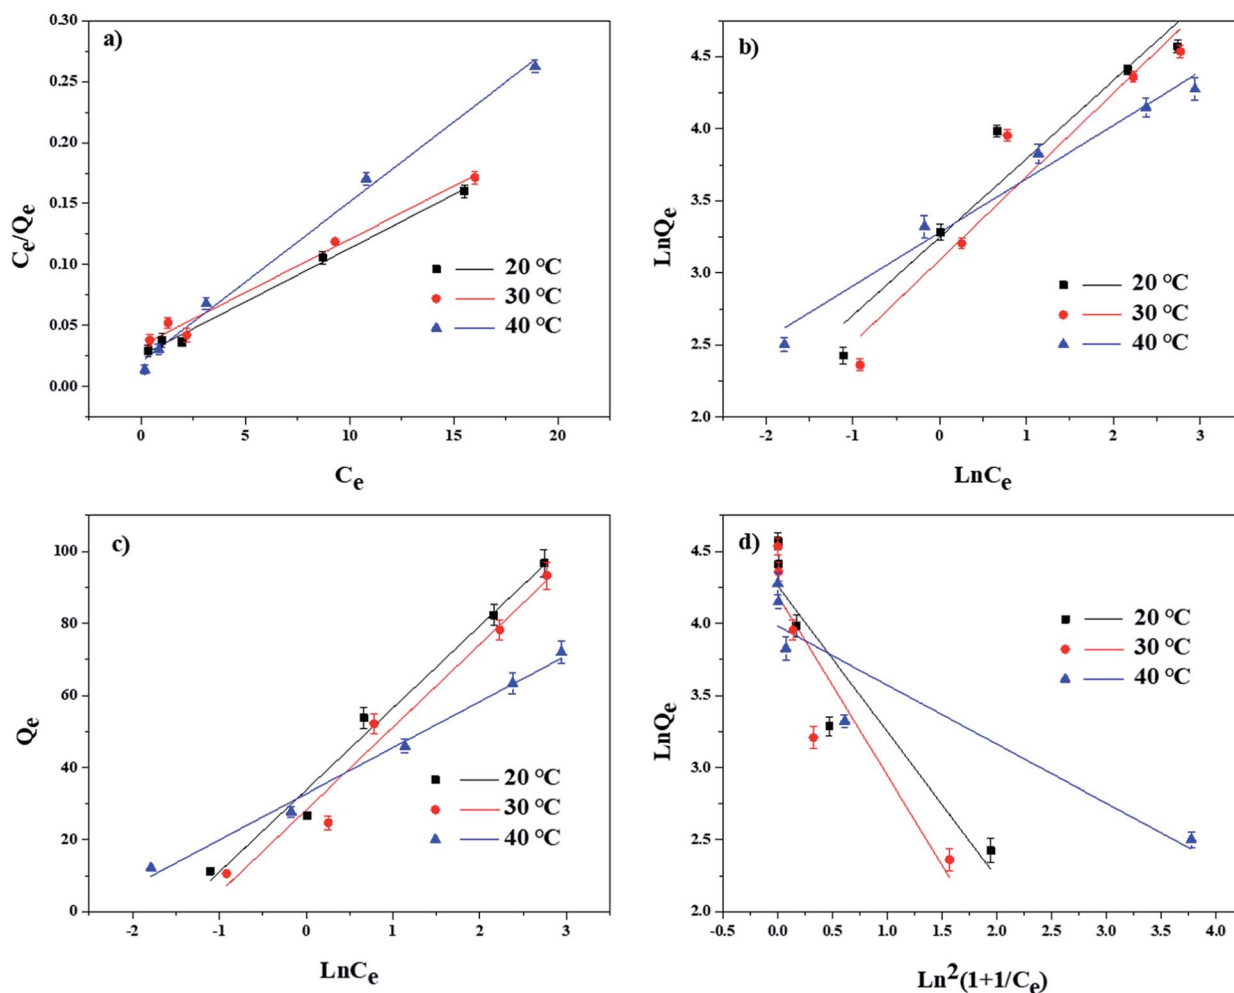 a)
0.30
0.25
0.20
0.15
0.10
0.05
0.00
Ce/Qe
20 °C
30 °C
40 °C
0 5 10 15 20
Ce
b)
4.5
4.0
3.5
3.0
2.5
2.0
LnQe
20 °C
30 °C
40 °C
-2 -1 0 1 2 3
LnCe
c)
100
80
60
40
20
0
Qe
20 °C
30 °C
40 °C
-2 -1 0 1 2 3
LnCe
d)
4.5
4.0
3.5
3.0
2.5
2.0
LnQe
20 °C
30 °C
40 °C
-0.5 0.0 0.5 1.0 1.5 2.0 2.5 3.0 3.5 4.0
Ln²(1+1/Ce)